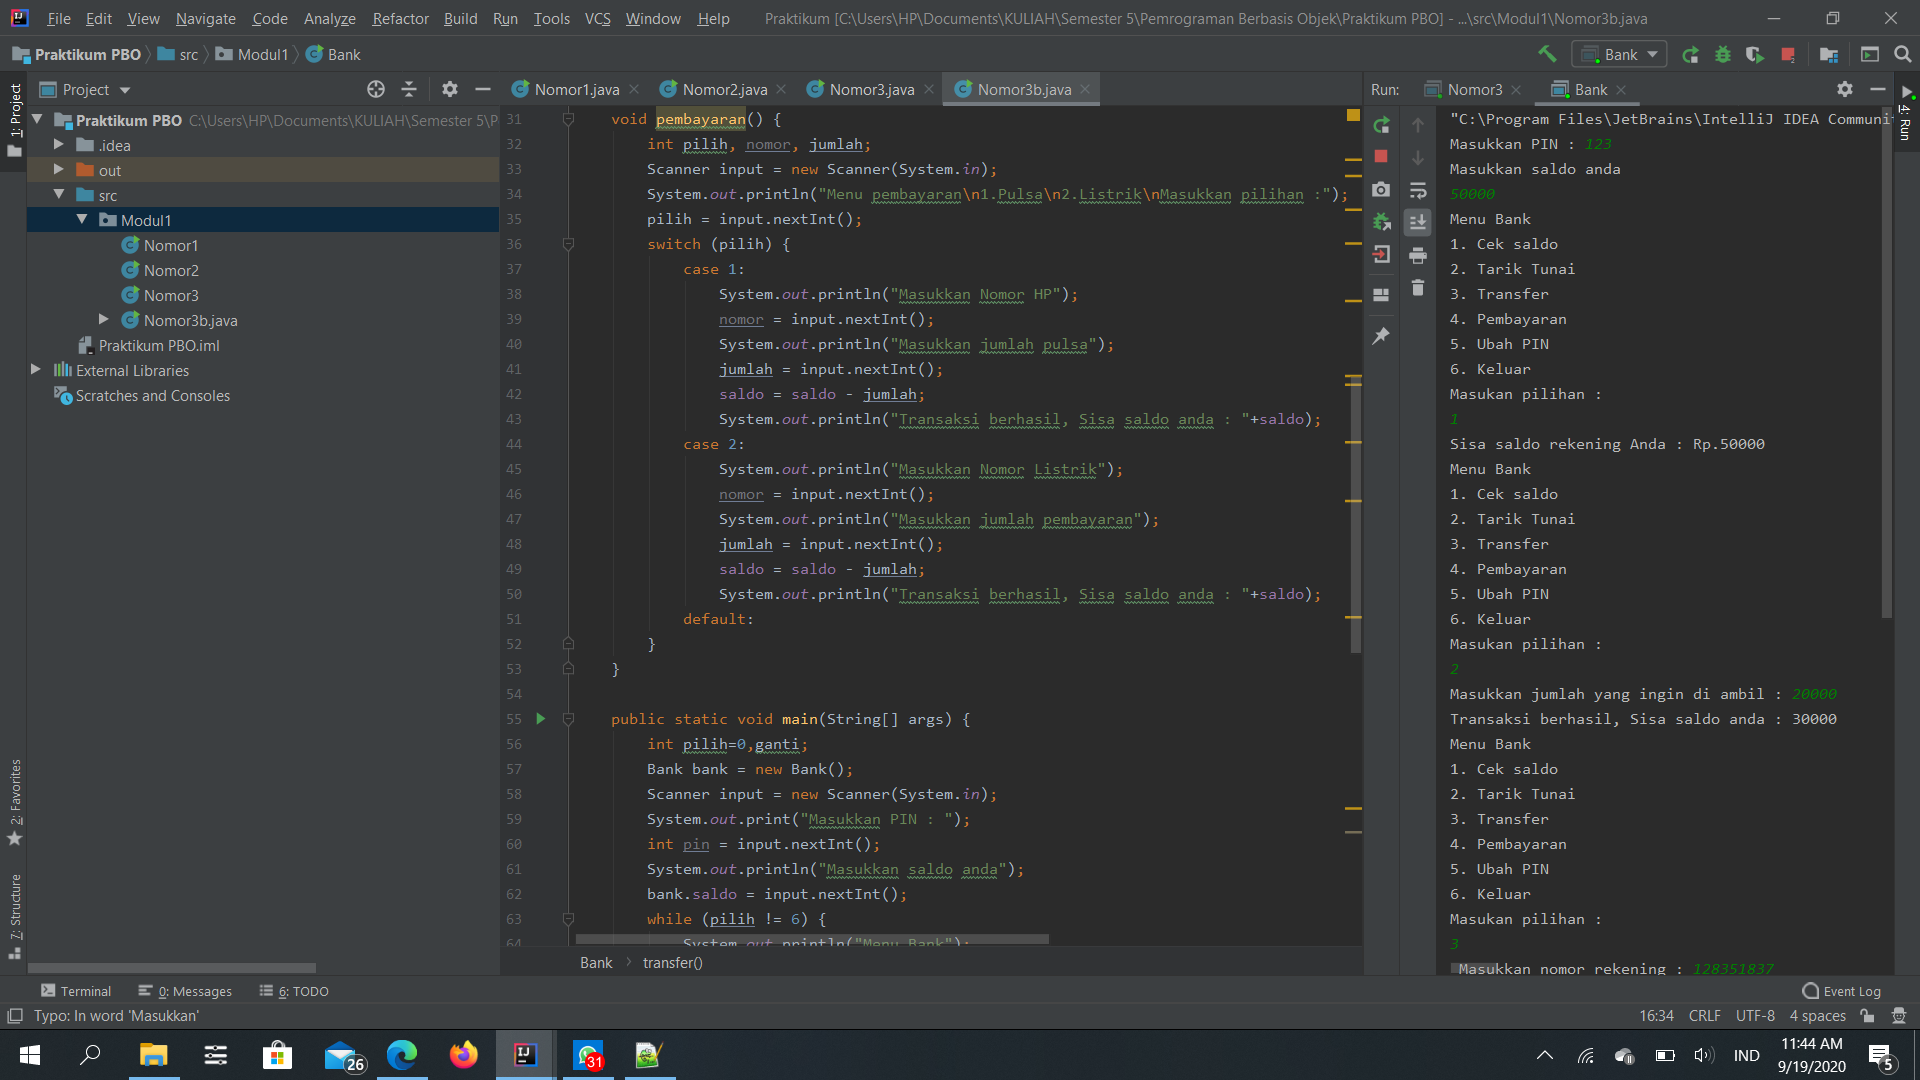 File Edit View Navigate Code Analyze Refactor Build Run Tools VCS Window Help Praktikum [C:\Users\HP\Documents\KULIAH\Semester 5\Pemrograman Berbasis Objek\Praktikum PBO] - ...\src\Modul1\Nomor3b.java
Praktikum PBO src Modul1 Bank
Bank
1: Project
Project
Praktikum PBO C:\Users\HP\Documents\KULIAH\Semester 5\P
.idea
out
src
Modul1
Nomor1
Nomor2
Nomor3
Nomor3b.java
Praktikum PBO.iml
External Libraries
Scratches and Consoles
2: Favorites
7: Structure
Nomor1.java Nomor2.java Nomor3.java Nomor3b.java
31 void pembayaran() {
32 int pilih, nomor, jumlah;
33 Scanner input = new Scanner(System.in);
34 System.out.println("Menu pembayaran\n1.Pulsa\n2.Listrik\nMasukkan pilihan :");
35 pilih = input.nextInt();
36 switch (pilih) {
37 case 1:
38 System.out.println("Masukkan Nomor HP");
39 nomor = input.nextInt();
40 System.out.println("Masukkan jumlah pulsa");
41 jumlah = input.nextInt();
42 saldo = saldo - jumlah;
43 System.out.println("Transaksi berhasil, Sisa saldo anda : "+saldo);
44 case 2:
45 System.out.println("Masukkan Nomor Listrik");
46 nomor = input.nextInt();
47 System.out.println("Masukkan jumlah pembayaran");
48 jumlah = input.nextInt();
49 saldo = saldo - jumlah;
50 System.out.println("Transaksi berhasil, Sisa saldo anda : "+saldo);
51 default:
52 }
53 }
54
55 public static void main(String[] args) {
56 int pilih=0,ganti;
57 Bank bank = new Bank();
58 Scanner input = new Scanner(System.in);
59 System.out.print("Masukkan PIN : ");
60 int pin = input.nextInt();
61 System.out.println("Masukkan saldo anda");
62 bank.saldo = input.nextInt();
63 while (pilih != 6) {
64 System.out.println("Menu Bank");
Bank transfer()
Run: Nomor3 Bank
4: Run
"C:\Program Files\JetBrains\IntelliJ IDEA Communi
Masukkan PIN : 123
Masukkan saldo anda
50000
Menu Bank
1. Cek saldo
2. Tarik Tunai
3. Transfer
4. Pembayaran
5. Ubah PIN
6. Keluar
Masukan pilihan :
1
Sisa saldo rekening Anda : Rp.50000
Menu Bank
1. Cek saldo
2. Tarik Tunai
3. Transfer
4. Pembayaran
5. Ubah PIN
6. Keluar
Masukan pilihan :
2
Masukkan jumlah yang ingin di ambil : 20000
Transaksi berhasil, Sisa saldo anda : 30000
Menu Bank
1. Cek saldo
2. Tarik Tunai
3. Transfer
4. Pembayaran
5. Ubah PIN
6. Keluar
Masukan pilihan :
3
Masukkan nomor rekening : 128351837
Terminal 0: Messages 6: TODO Event Log
Typo: In word 'Masukkan' 16:34 CRLF UTF-8 4 spaces
26 31 IND 11:44 AM
9/19/2020 5